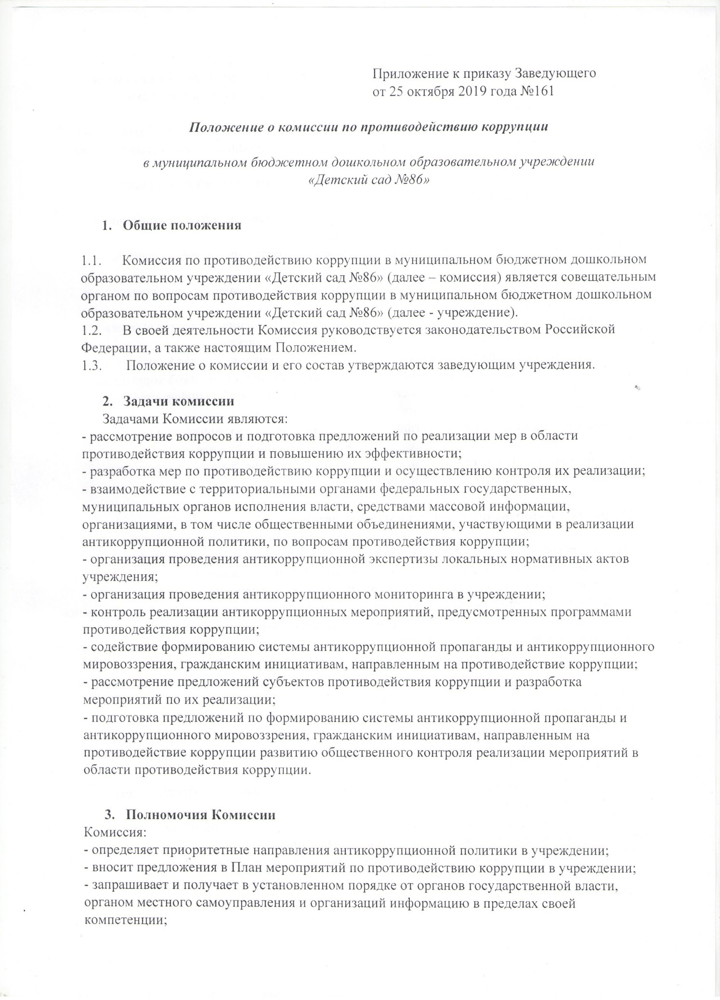 Приложение к приказу Заведующего
от 25 октября 2019 года №161
Положение о комиссии по противодействию коррупции
в муниципальном бюджетном дошкольном образовательном учреждении
«Детский сад №86»
1. Общие положения
1.1. Комиссия по противодействию коррупции в муниципальном бюджетном дошкольном
образовательном учреждении «Детский сад №86» (далее – комиссия) является совещательным
органом по вопросам противодействия коррупции в муниципальном бюджетном дошкольном
образовательном учреждении «Детский сад №86» (далее - учреждение).
1.2. В своей деятельности Комиссия руководствуется законодательством Российской
Федерации, а также настоящим Положением.
1.3. Положение о комиссии и его состав утверждаются заведующим учреждения.
2. Задачи комиссии
Задачами Комиссии являются:
- рассмотрение вопросов и подготовка предложений по реализации мер в области
противодействия коррупции и повышению их эффективности;
- разработка мер по противодействию коррупции и осуществлению контроля их реализации;
- взаимодействие с территориальными органами федеральных государственных,
муниципальных органов исполнения власти, средствами массовой информации,
организациями, в том числе общественными объединениями, участвующими в реализации
антикоррупционной политики, по вопросам противодействия коррупции;
- организация проведения антикоррупционной экспертизы локальных нормативных актов
учреждения;
- организация проведения антикоррупционного мониторинга в учреждении;
- контроль реализации антикоррупционных мероприятий, предусмотренных программами
противодействия коррупции;
- содействие формированию системы антикоррупционной пропаганды и антикоррупционного
мировоззрения, гражданским инициативам, направленным на противодействие коррупции;
- рассмотрение предложений субъектов противодействия коррупции и разработка
мероприятий по их реализации;
- подготовка предложений по формированию системы антикоррупционной пропаганды и
антикоррупционного мировоззрения, гражданским инициативам, направленным на
противодействие коррупции развитию общественного контроля реализации мероприятий в
области противодействия коррупции.
3. Полномочия Комиссии
Комиссия:
- определяет приоритетные направления антикоррупционной политики в учреждении;
- вносит предложения в План мероприятий по противодействию коррупции в учреждении;
- запрашивает и получает в установленном порядке от органов государственной власти,
органом местного самоуправления и организаций информацию в пределах своей
компетенции;